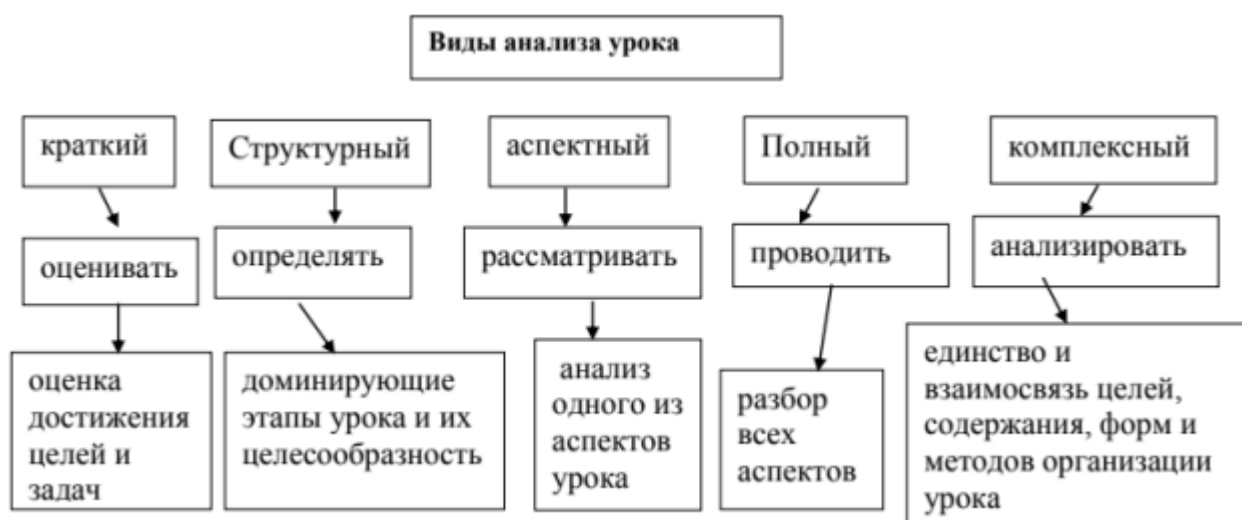 Виды анализа урока
краткий
Структурный
аспектный
Полный
комплексный
оценивать
определять
рассматривать
проводить
анализировать
оценка
достижения
целей и
задач
доминирующие
этапы урока и их
целесообразность
анализ
одного из
аспектов
урока
разбор
всех
аспектов
единство и
взаимосвязь целей,
содержания, форм и
методов организации
урока